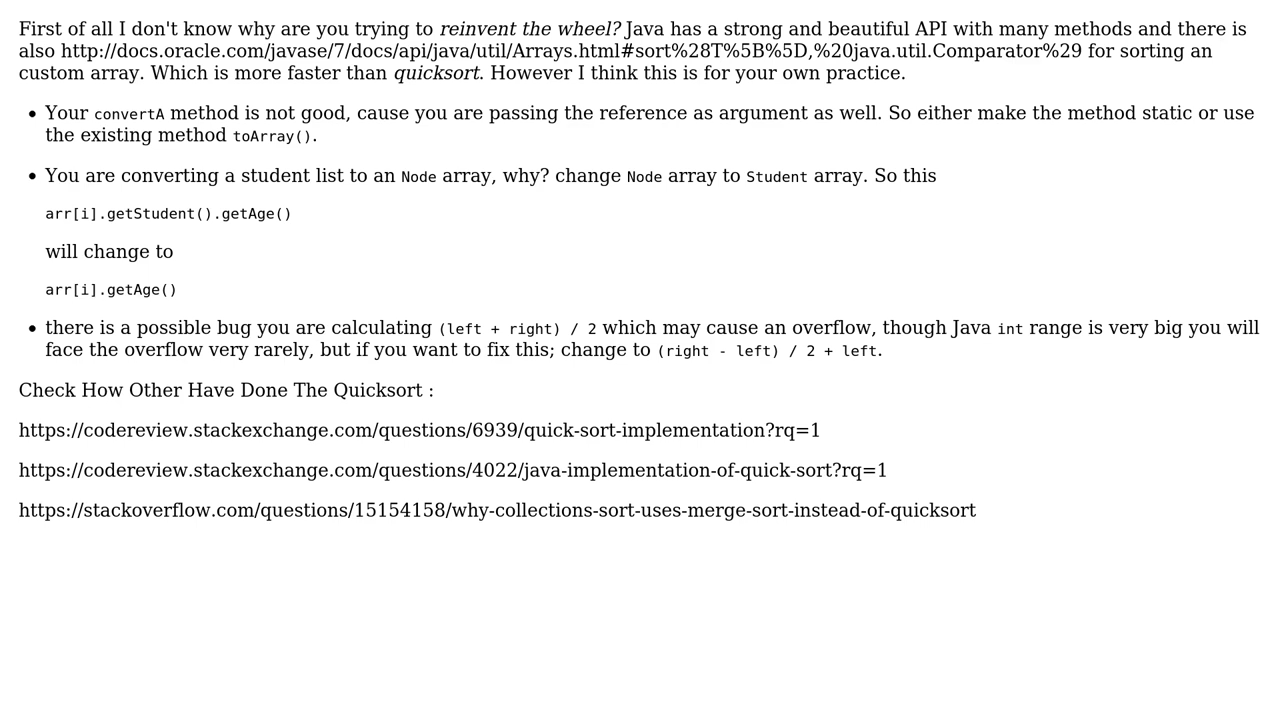 First of all I don't know why are you trying to reinvent the wheel? Java has a strong and beautiful API with many methods and there is
also http://docs.oracle.com/javase/7/docs/api/java/util/Arrays.html#sort%28T%5B%5D,%20java.util.Comparator%29 for sorting an
custom array. Which is more faster than quicksort. However I think this is for your own practice.
• Your convertA method is not good, cause you are passing the reference as argument as well. So either make the method static or use
the existing method toArray().
• You are converting a student list to an Node array, why? change Node array to Student array. So this
arr[i].getStudent().getAge()
will change to
arr[i].getAge()
• there is a possible bug you are calculating (left + right) / 2 which may cause an overflow, though Java int range is very big you will
face the overflow very rarely, but if you want to fix this; change to (right - left) / 2 + left.
Check How Other Have Done The Quicksort :
https://codereview.stackexchange.com/questions/6939/quick-sort-implementation?rq=1
https://codereview.stackexchange.com/questions/4022/java-implementation-of-quick-sort?rq=1
https://stackoverflow.com/questions/15154158/why-collections-sort-uses-merge-sort-instead-of-quicksort